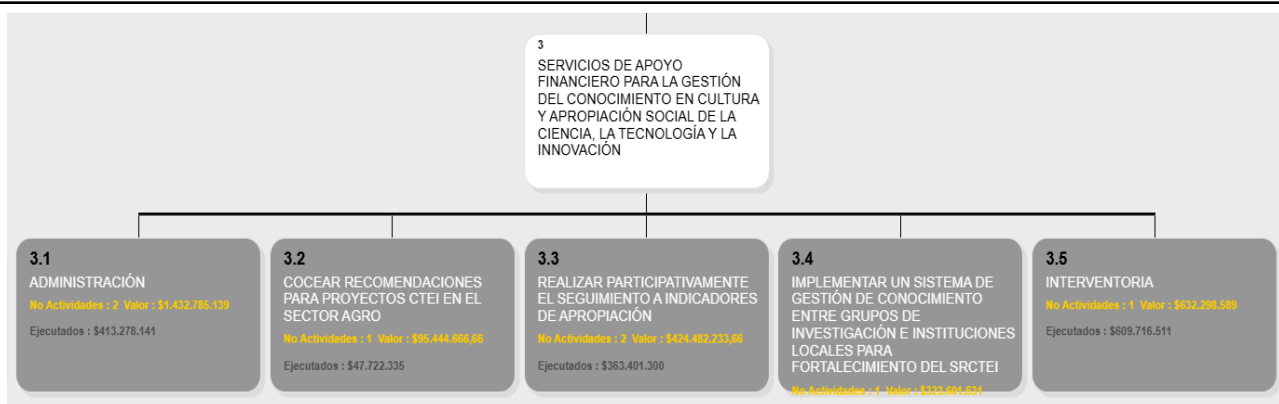 3
SERVICIOS DE APOYO
FINANCIERO PARA LA GESTIÓN
DEL CONOCIMIENTO EN CULTURA
Y APROPIACIÓN SOCIAL DE LA
CIENCIA, LA TECNOLOGÍA Y LA
INNOVACIÓN
3.1
ADMINISTRACIÓN
No Actividades : 2 Valor : $1.432.785.139
Ejecutados : $413.278.141
3.2
COCEAR RECOMENDACIONES
PARA PROYECTOS CTEI EN EL
SECTOR AGRO
No Actividades : 1 Valor : $95.444.666,66
Ejecutados : $47.722.335
3.3
REALIZAR PARTICIPATIVAMENTE
EL SEGUIMIENTO A INDICADORES
DE APROPIACIÓN
No Actividades : 2 Valor : $424.482.233,66
Ejecutados : $363.401.300
3.4
IMPLEMENTAR UN SISTEMA DE
GESTIÓN DE CONOCIMIENTO
ENTRE GRUPOS DE
INVESTIGACIÓN E INSTITUCIONES
LOCALES PARA
FORTALECIMIENTO DEL SRCTEI
No Actividades : 1 Valor :
3.5
INTERVENTORIA
No Actividades : 1 Valor : $632.298.589
Ejecutados : $609.716.511